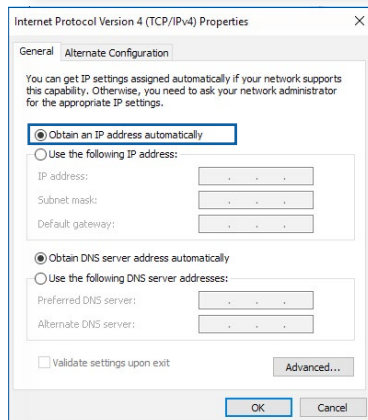 Internet Protocol Version 4 (TCP/IPv4) Properties
General
Alternate Configuration
You can get IP settings assigned automatically if your network supports
this capability. Otherwise, you need to ask your network administrator
for the appropriate IP settings.
Obtain an IP address automatically
Use the following IP address:
IP address:
Subnet mask:
Default gateway:
Obtain DNS server address automatically
Use the following DNS server addresses:
Preferred DNS server:
Alternate DNS server:
Validate settings upon exit
Advanced...
OK
Cancel